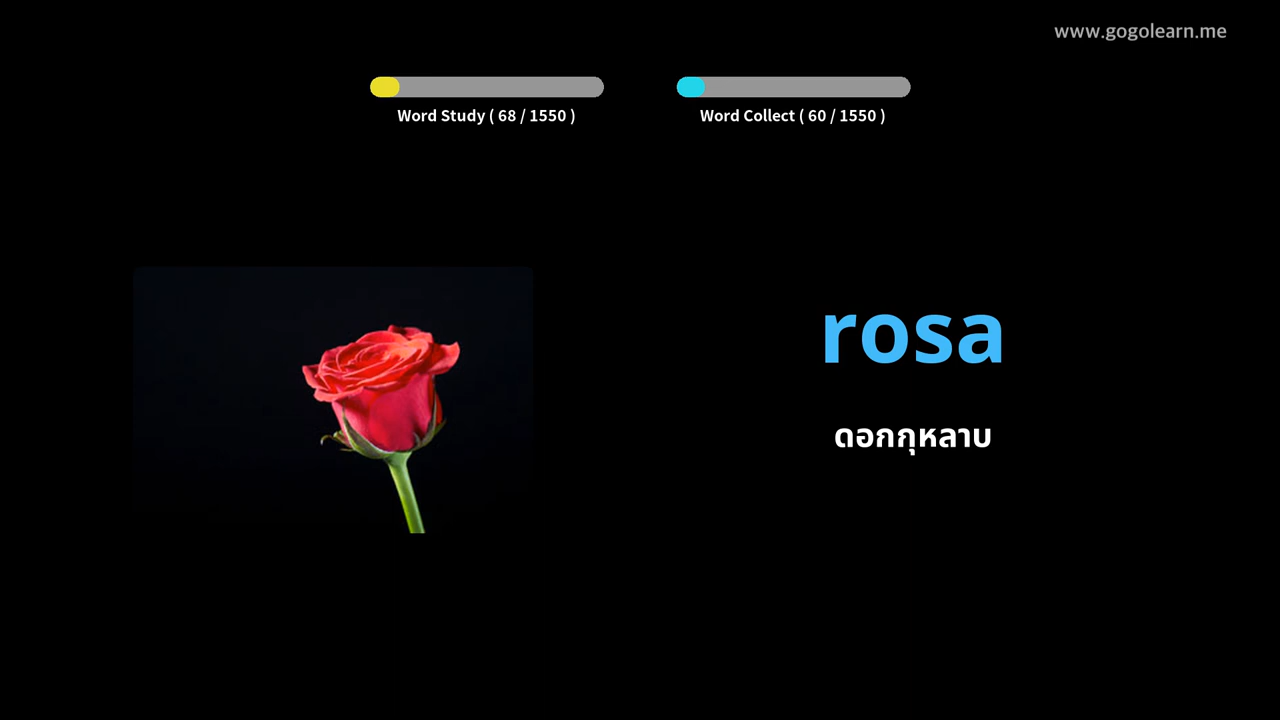 www.gogolearn.me
Word Study ( 68 / 1550 )
Word Collect ( 60 / 1550 )
rosa
ดอกกุหลาบ